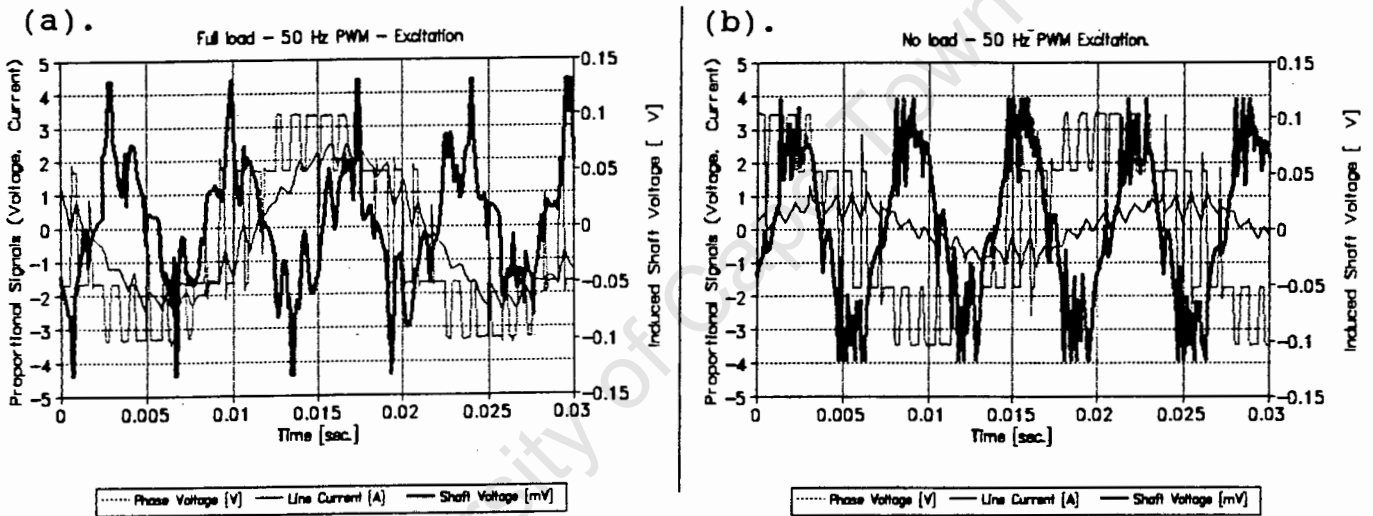 (a).
Full load - 50 Hz PWM - Excitation
Proportional Signals (Voltage, Current)
5
4
3
2
1
0
-1
-2
-3
-4
-5
0.15
0.1
0.05
0
-0.05
-0.1
-0.15
Induced Shaft Voltage [ V]
0 0.005 0.01 0.015 0.02 0.025 0.03
Time [sec.]
Phase Voltage [V] Line Current [A] Shaft Voltage [mV]
(b).
No load - 50 Hz PWM Excitation.
Proportional Signals (Voltage, Current)
5
4
3
2
1
0
-1
-2
-3
-4
-5
0.15
0.1
0.05
0
-0.05
-0.1
-0.15
Induced Shaft Voltage [ V]
0 0.005 0.01 0.015 0.02 0.025 0.03
Time [sec.]
Phase Voltage [V] Line Current [A] Shaft Voltage [mV]
of Cape Town